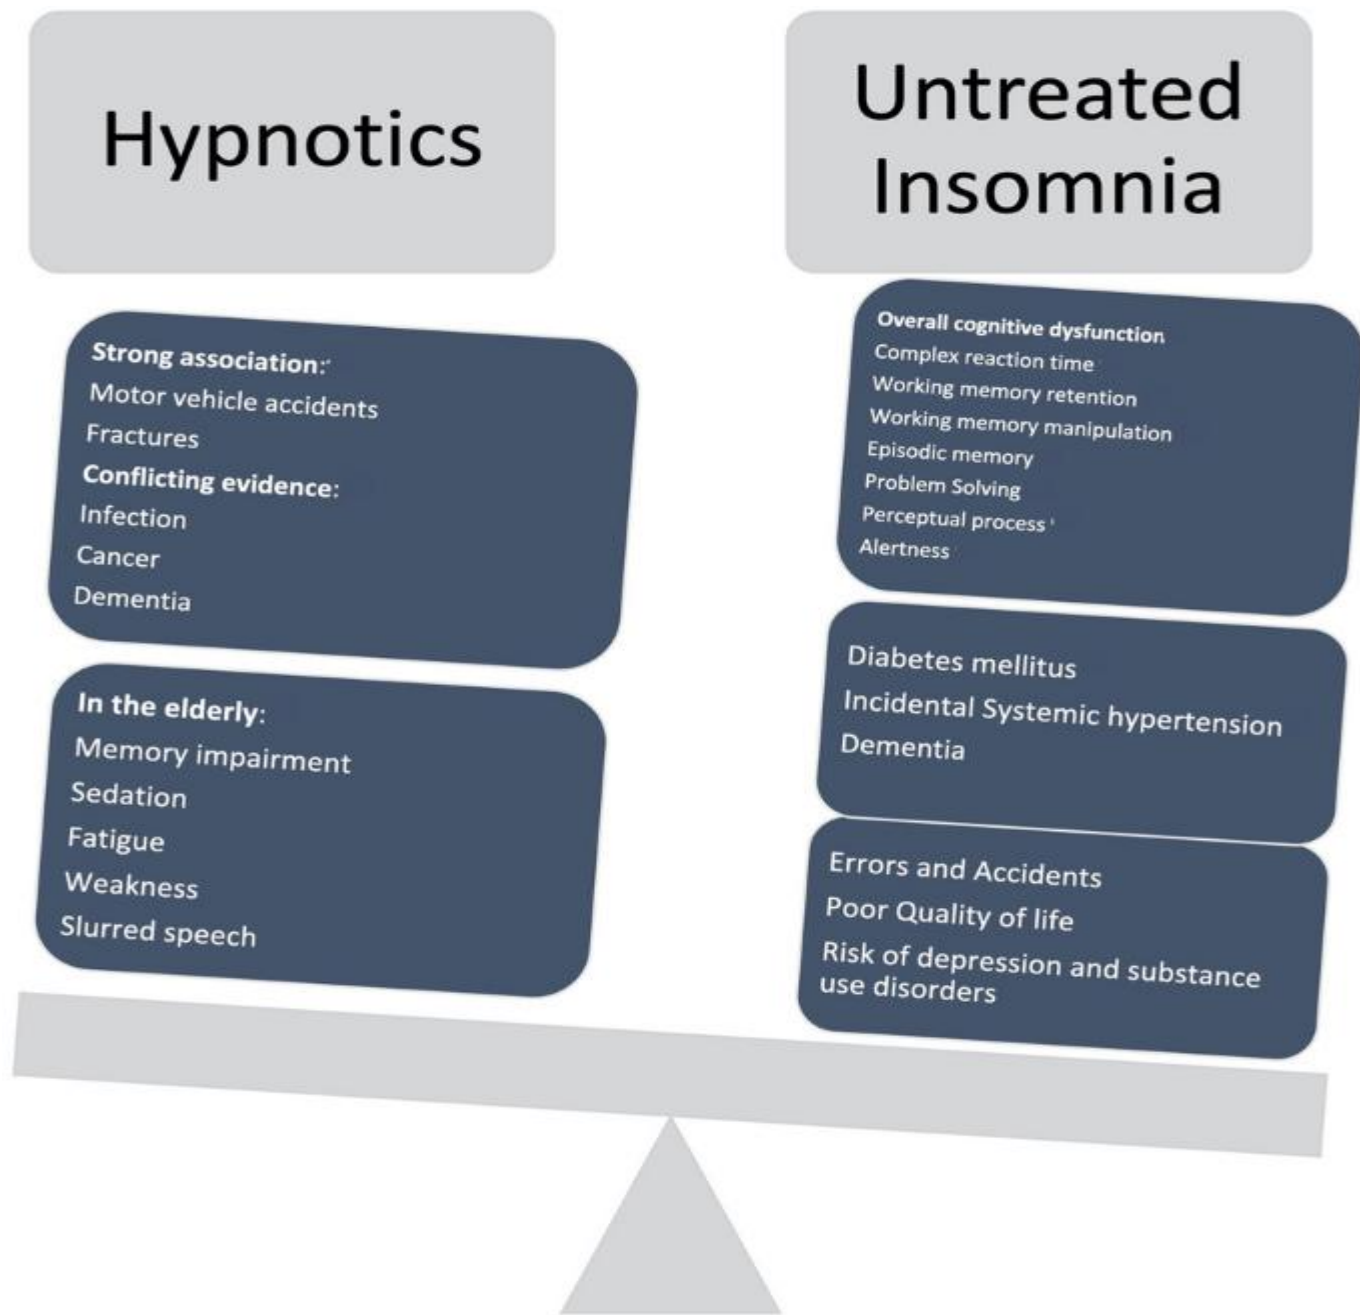 Hypnotics
Strong association:
Motor vehicle accidents
Fractures
Conflicting evidence:
Infection
Cancer
Dementia
In the elderly:
Memory impairment
Sedation
Fatigue
Weakness
Slurred speech
Untreated
Insomnia
Overall cognitive dysfunction
Complex reaction time
Working memory retention
Working memory manipulation
Episodic memory
Problem Solving
Perceptual process
Alertness
Diabetes mellitus
Incidental Systemic hypertension
Dementia
Errors and Accidents
Poor Quality of life
Risk of depression and substance
use disorders